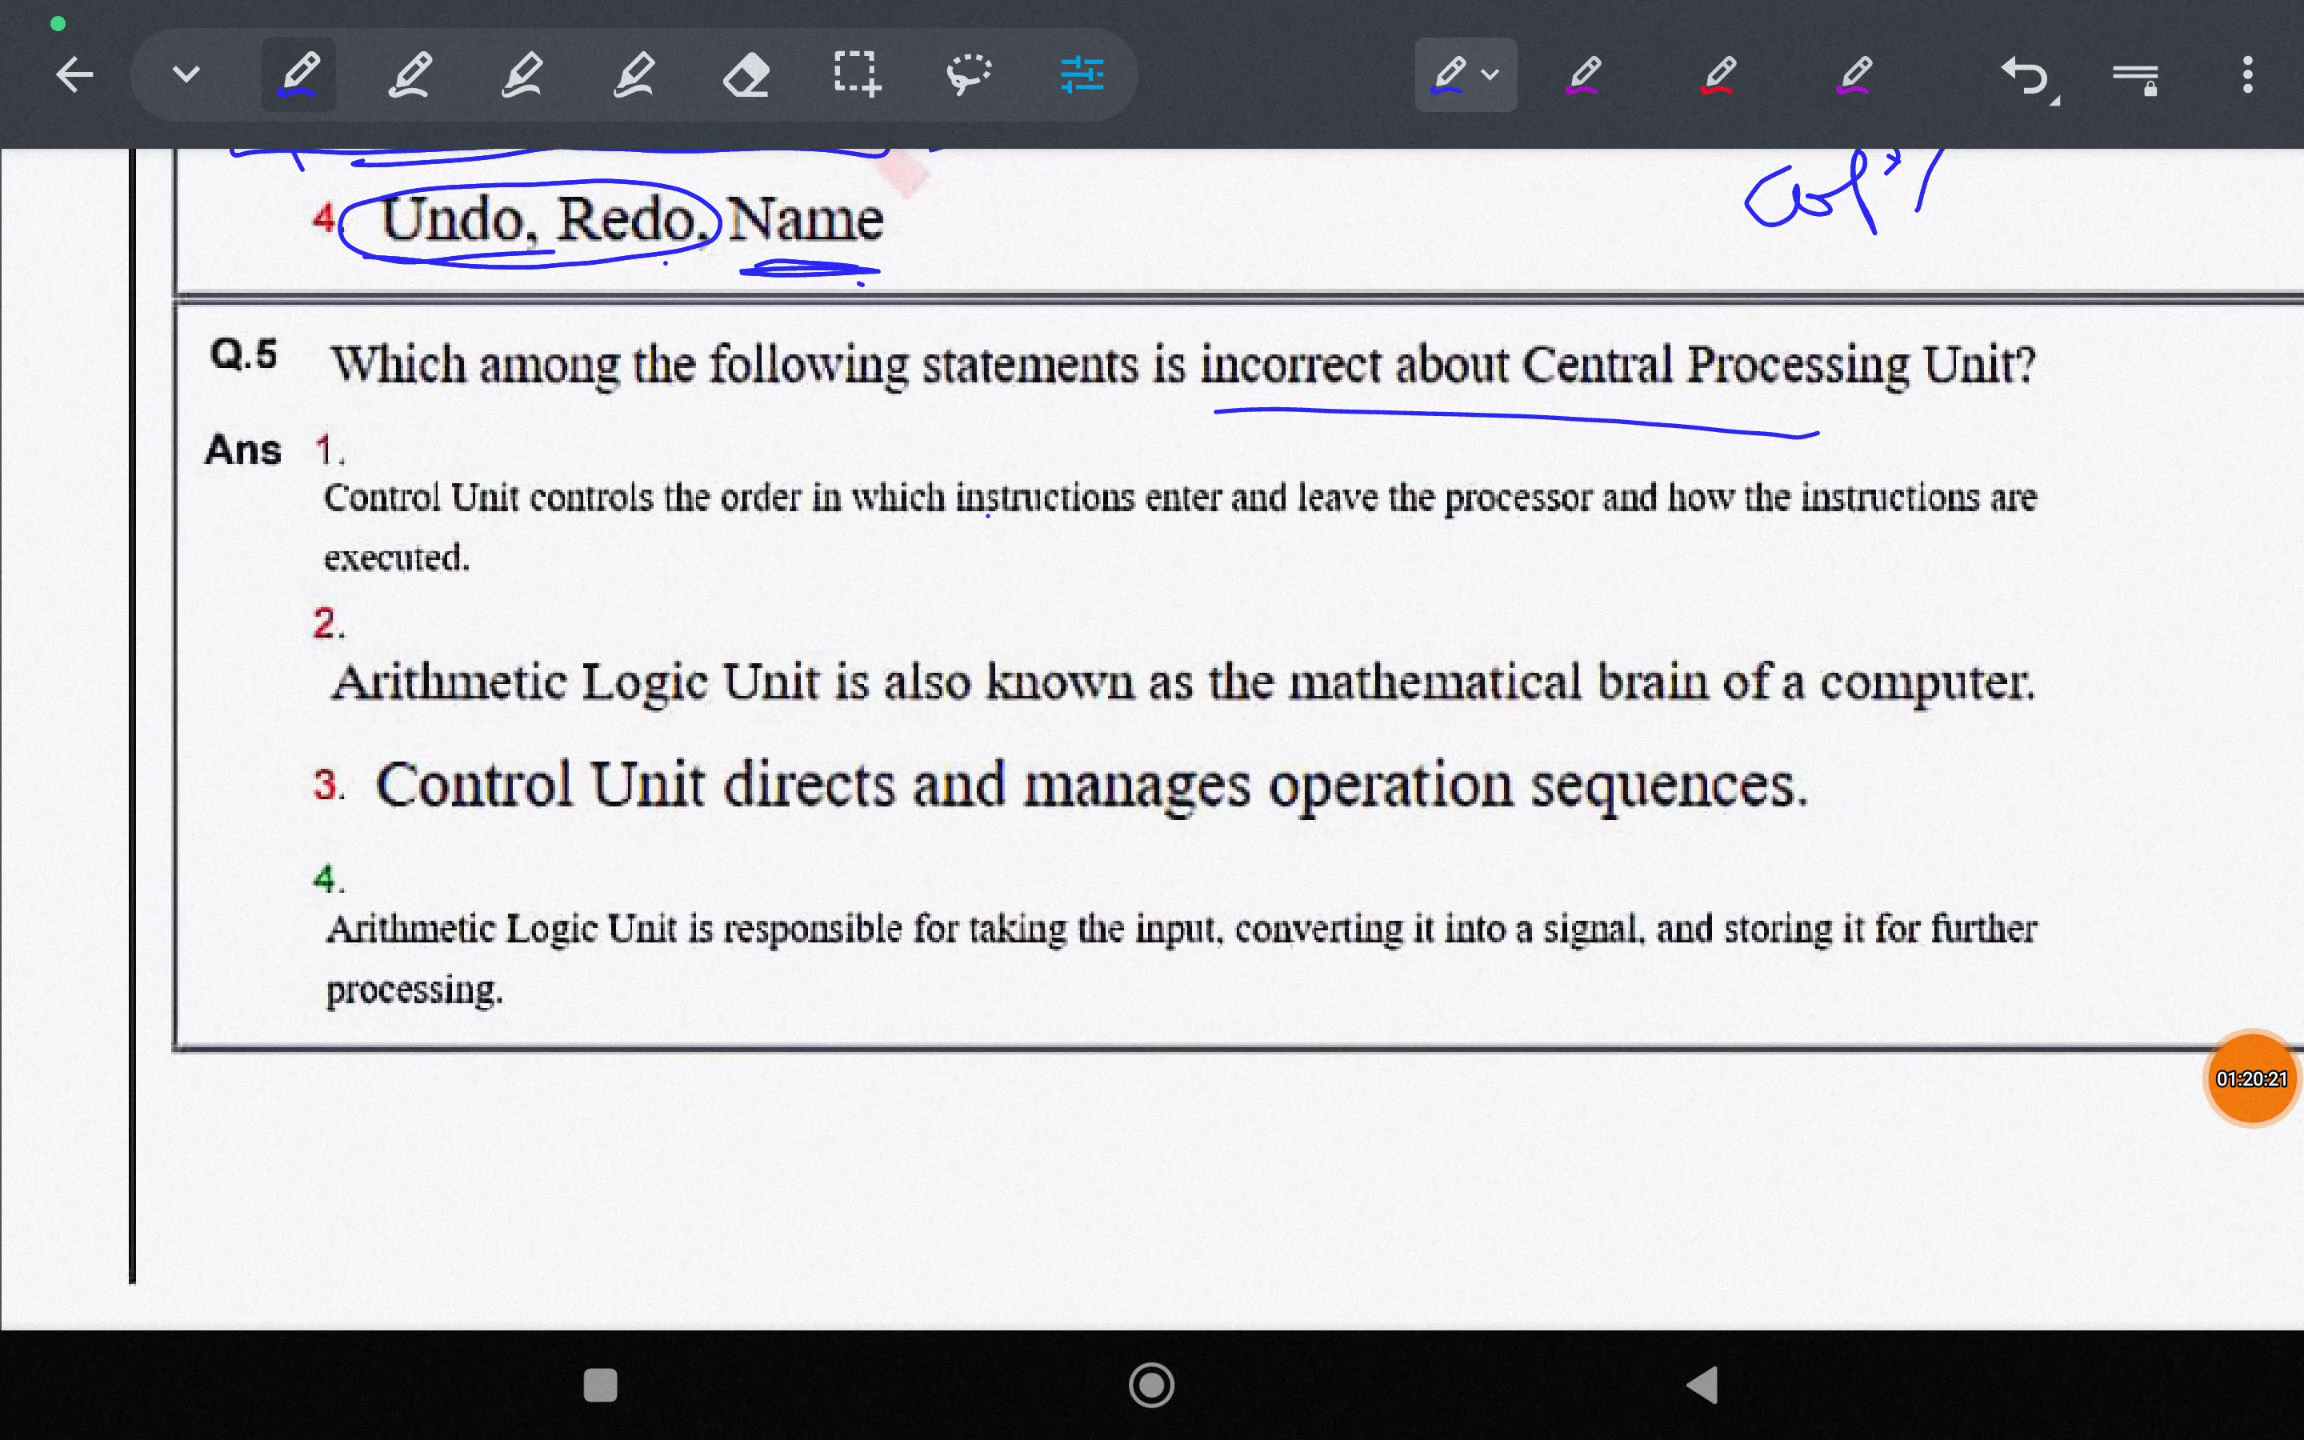 4. Undo, Redo, Name
Q.5 Which among the following statements is incorrect about Central Processing Unit?
Ans 1.
Control Unit controls the order in which instructions enter and leave the processor and how the instructions are
executed.
2.
Arithmetic Logic Unit is also known as the mathematical brain of a computer.
3. Control Unit directs and manages operation sequences.
4.
Arithmetic Logic Unit is responsible for taking the input, converting it into a signal, and storing it for further
processing.
01:20:21